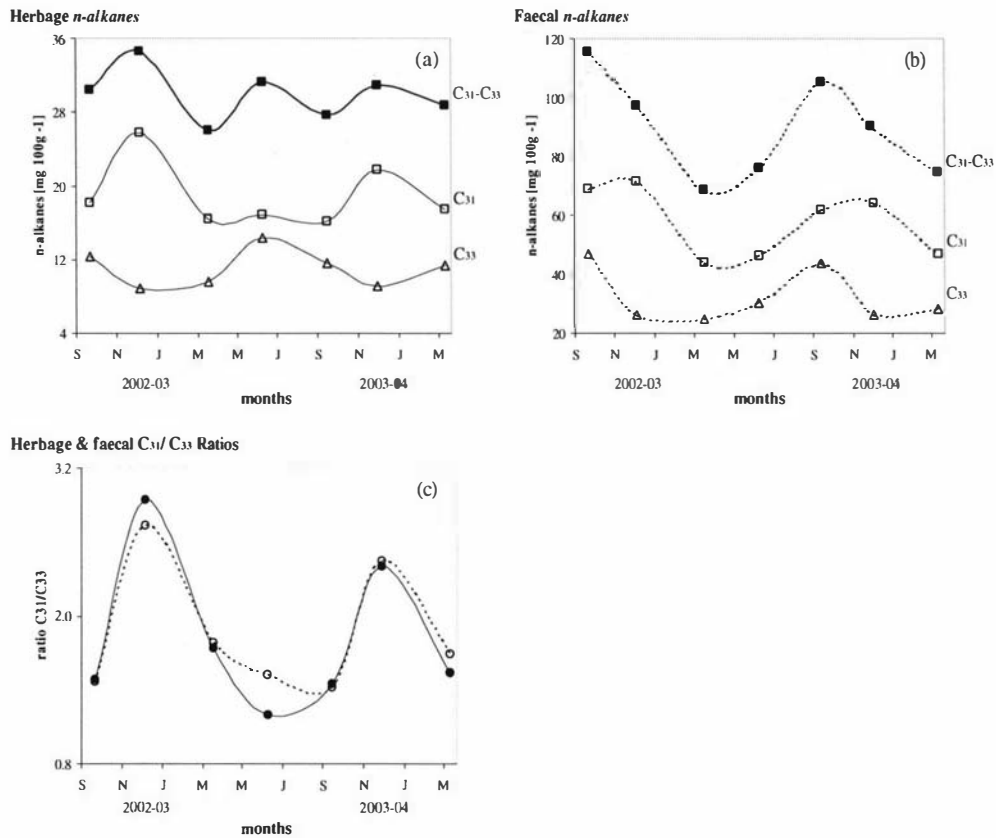 Herbage n-alkanes
(a)
n-alkanes [mg 100g -1]
36
28
20
12
4
C31-C33
C31
C33
S N J M M J S N J M
2002-03 2003-04
months
Faecal n-alkanes
(b)
n-alkanes [mg 100g -1]
120
100
80
60
40
20
C31-C33
C31
C33
S N J M M J S N J M
2002-03 2003-04
months
Herbage & faecal C31/ C33 Ratios
(c)
ratio C31/C33
3.2
2.0
0.8
S N J M M J S N J M
2002-03 2003-04
months